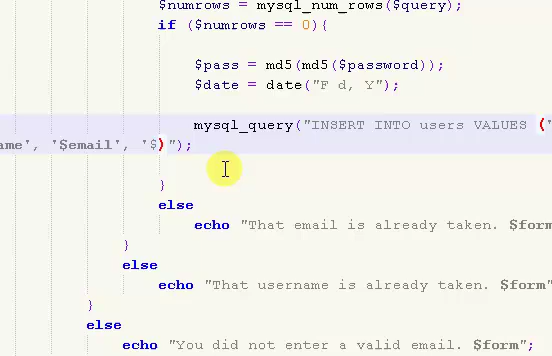 $numrows = mysql_num_rows($query);
if ($numrows == 0){
$pass = md5(md5($password));
$date = date("F d, Y");
mysql_query("INSERT INTO users VALUES ('
ame', '$email', '$)");
}
else
echo "That email is already taken. $form
}
else
echo "That username is already taken. $form"
}
else
echo "You did not enter a valid email. $form";